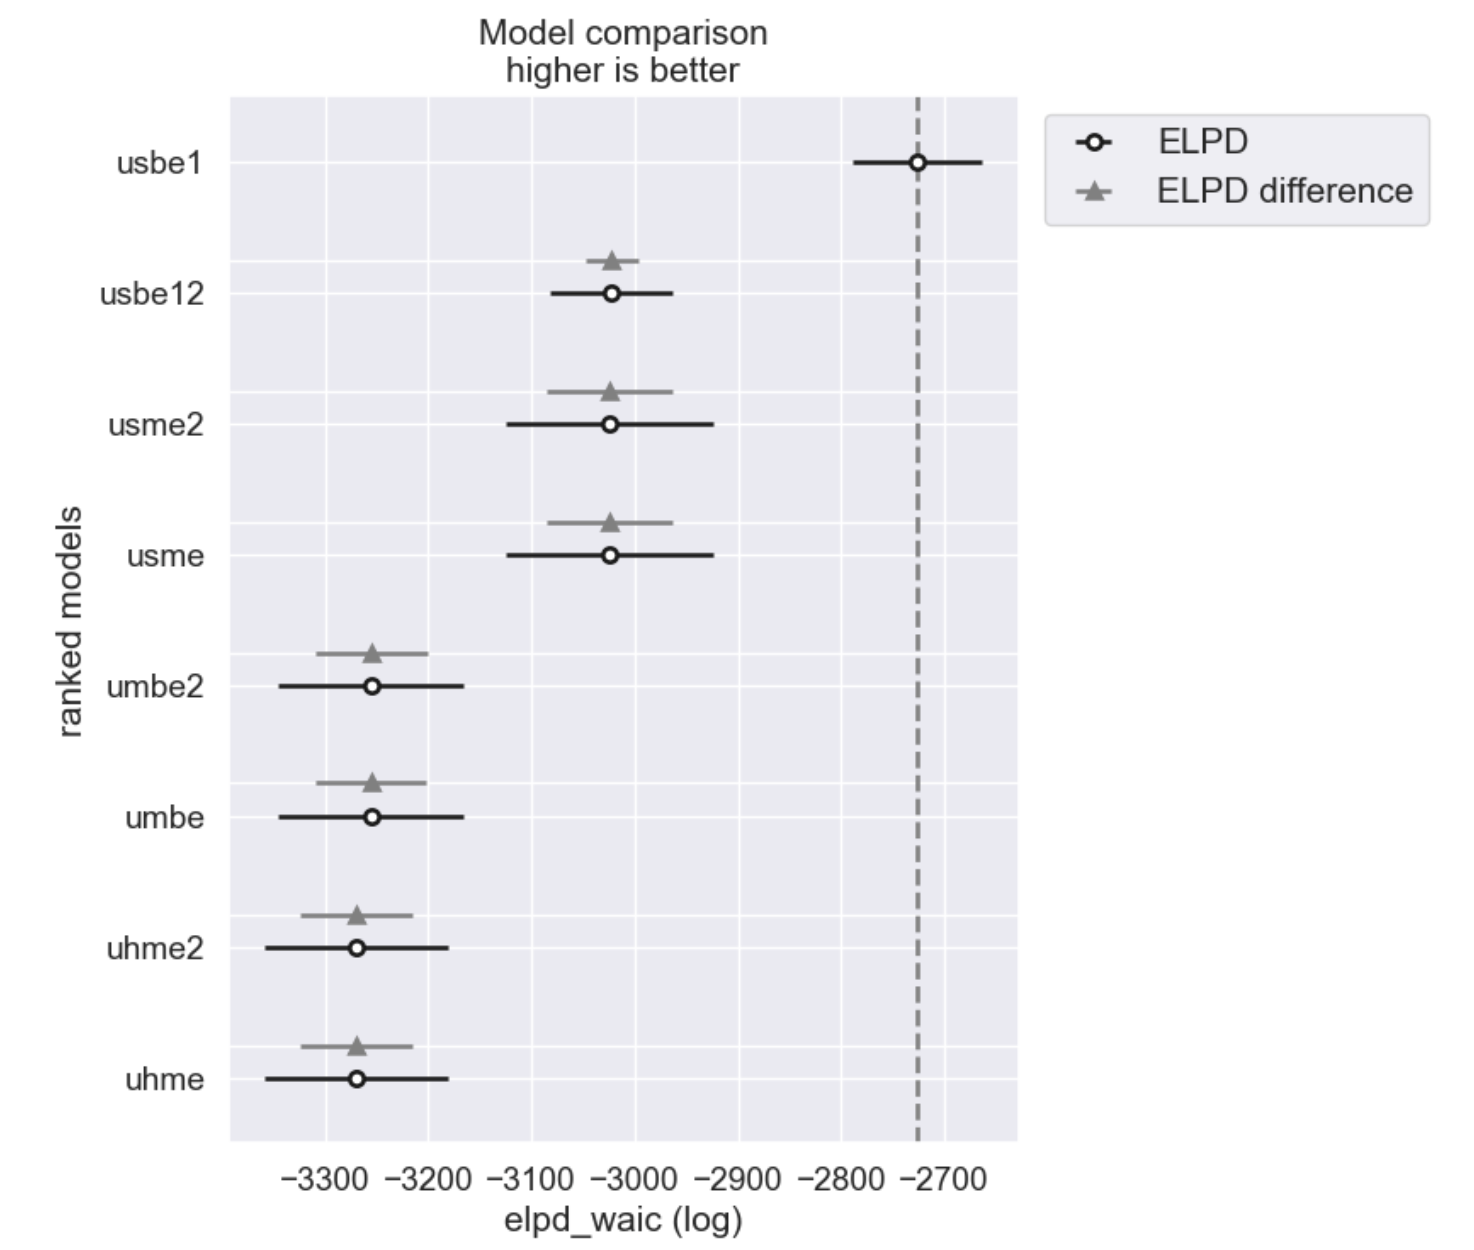 Model comparison
higher is better
ELPD
ELPD difference
ranked models
usbe1
usbe12
usme2
usme
umbe2
umbe
uhme2
uhme
−3300 −3200 −3100 −3000 −2900 −2800 −2700
elpd_waic (log)